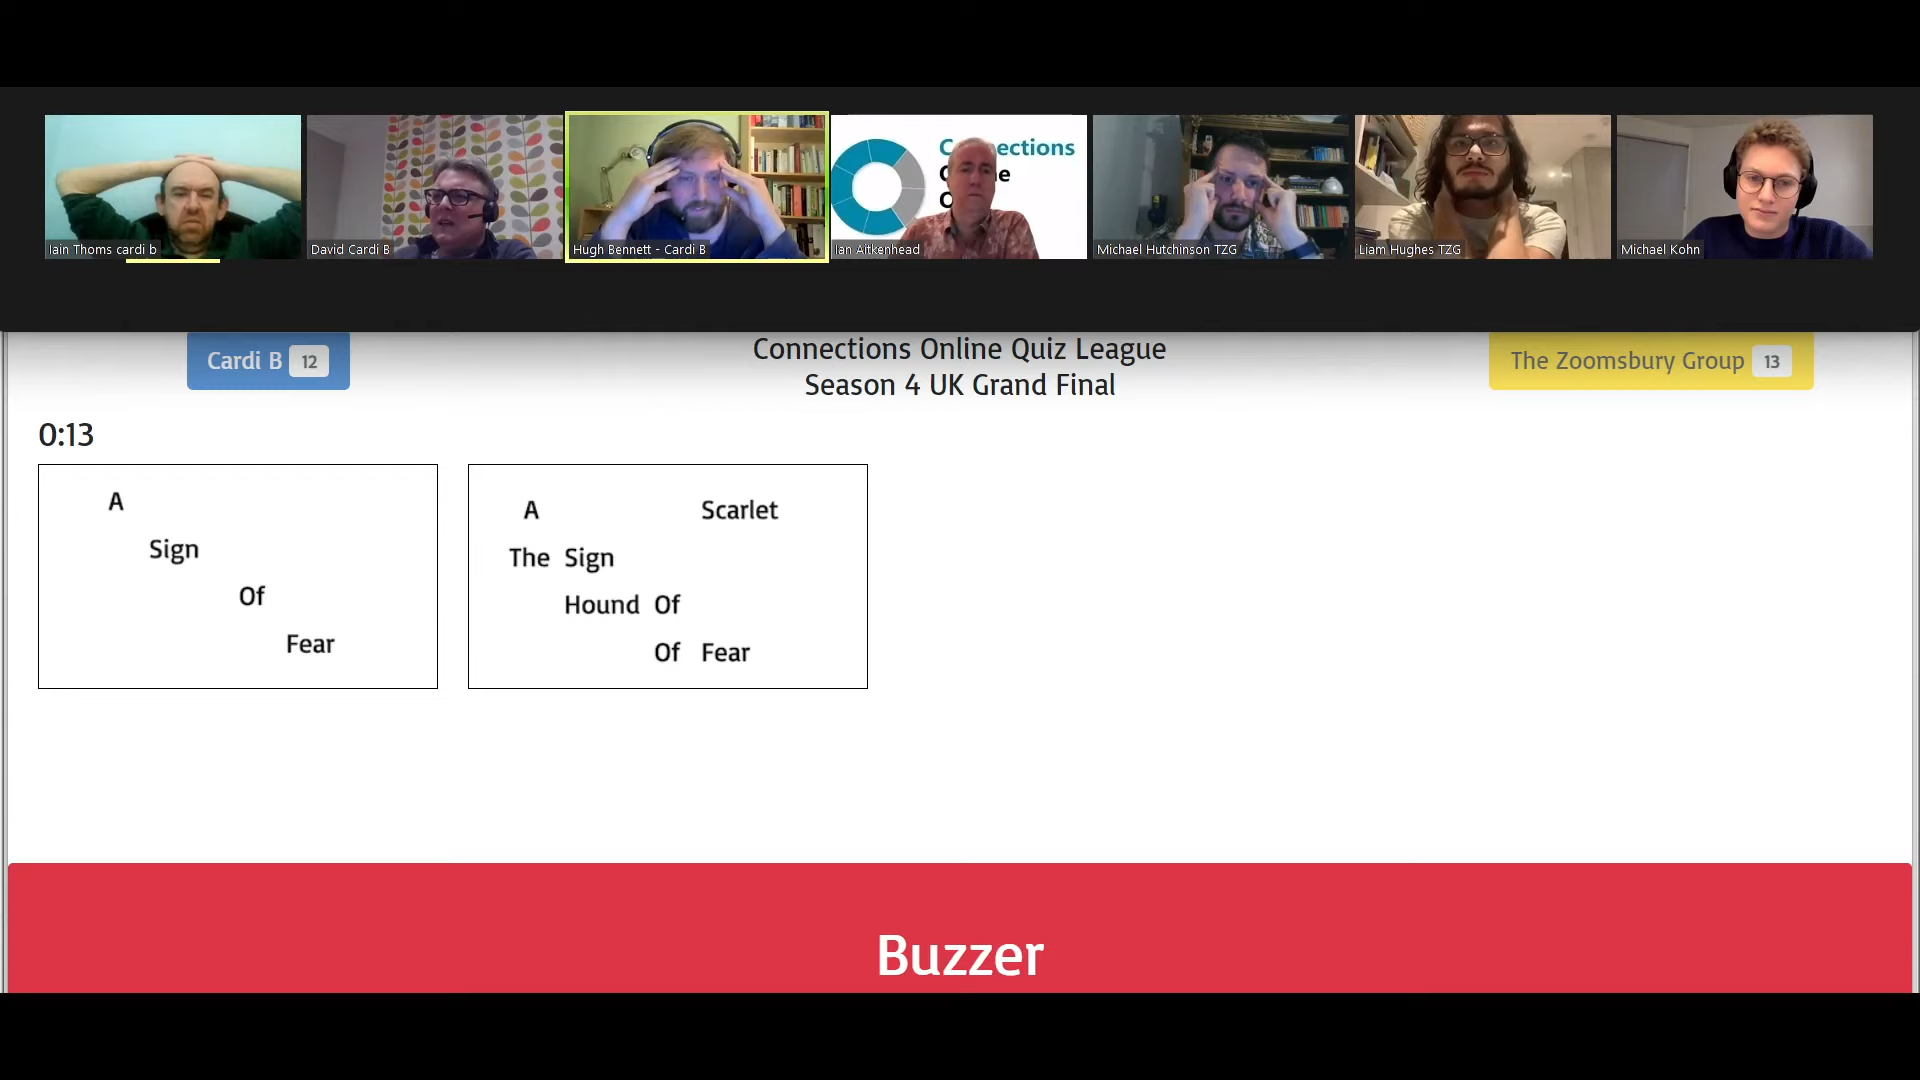 Connections
Iain Thoms cardi b
David Cardi B
Hugh Bennett - Cardi B
Ian Aitkenhead
Michael Hutchinson TZG
Liam Hughes TZG
Michael Kohn
Cardi B 12
Connections Online Quiz League
Season 4 UK Grand Final
The Zoomsbury Group 13
0:13
A
Sign
Of
Fear
A Scarlet
The Sign
Hound Of
Of Fear
Buzzer